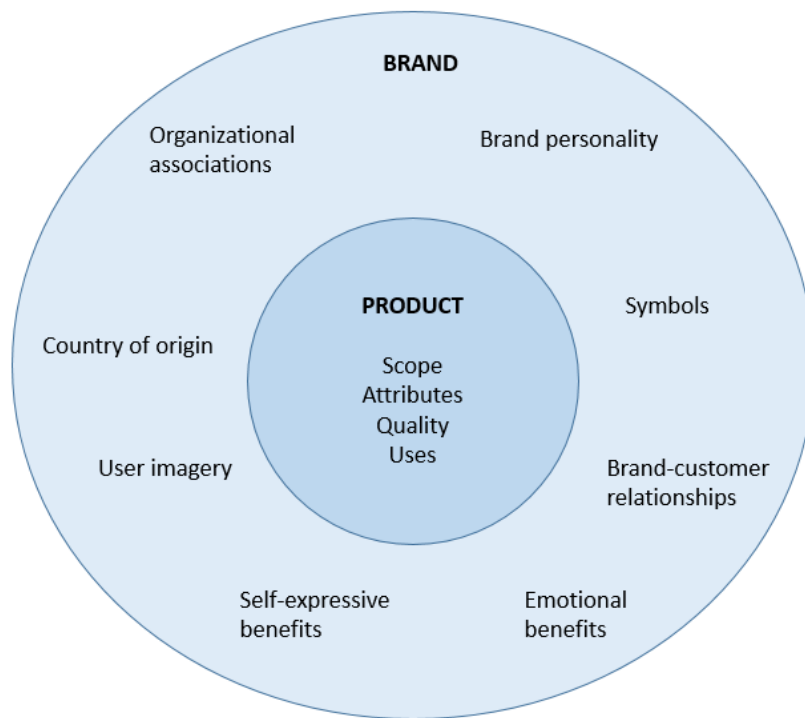 BRAND
Organizational
associations
Brand personality
PRODUCT
Scope
Attributes
Quality
Uses
Symbols
Country of origin
User imagery
Brand-customer
relationships
Self-expressive
benefits
Emotional
benefits